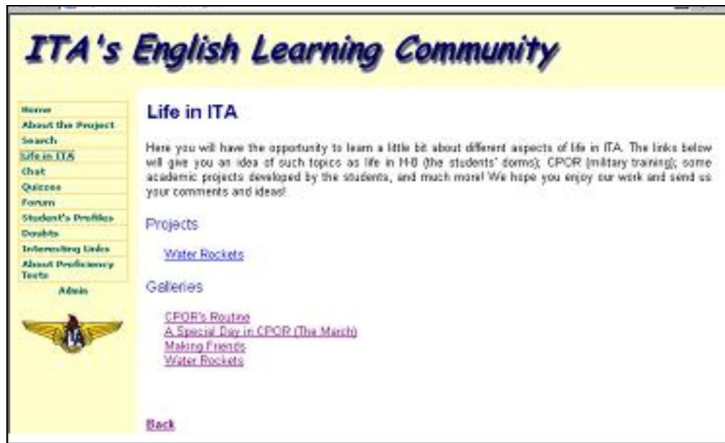 ITA's English Learning Community
Home
About the Project
Search
Life in ITA
Chat
Quizzes
Forum
Student's Profiles
Doubts
Interesting Links
About Proficiency
Tests
Admin
ITA
Life in ITA
Here you will have the opportunity to learn a little bit about different aspects of life in ITA. The links below
will give you an idea of such topics as life in H-8 (the students' dorms); CPOR (military training); some
academic projects developed by the students, and much more! We hope you enjoy our work and send us
your comments and ideas!
Projects
Water Rockets
Galleries
CPOR's Routine
A Special Day in CPOR (The March)
Making Friends
Water Rockets
Back